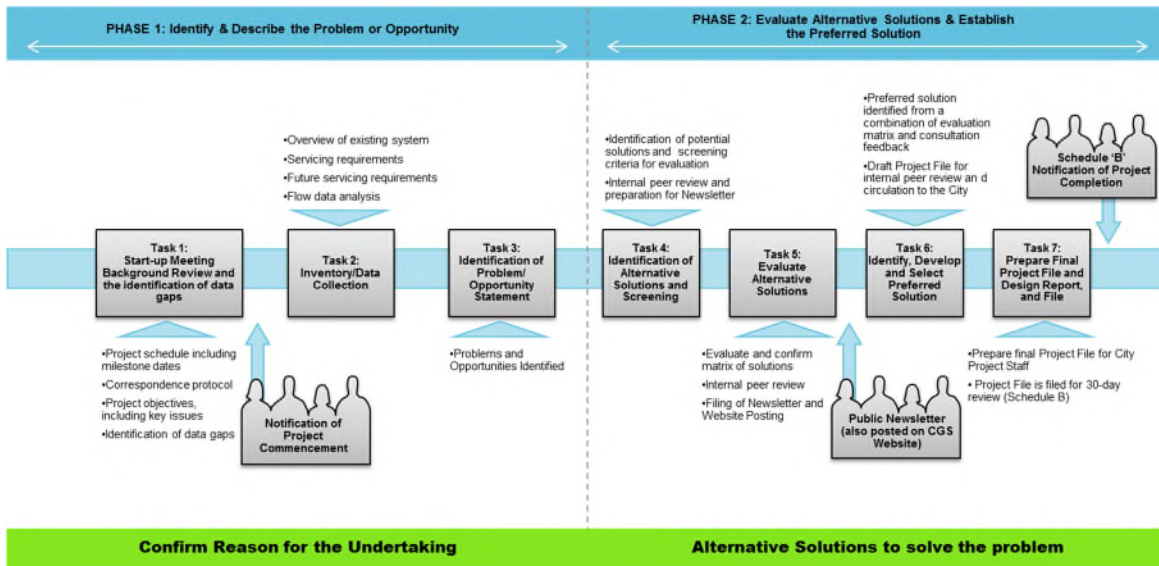 PHASE 1: Identify & Describe the Problem or Opportunity
PHASE 2: Evaluate Alternative Solutions & Establish
the Preferred Solution
•Overview of existing system
•Servicing requirements
•Future servicing requirements
•Flow data analysis
•Identification of potential
solutions and screening
criteria for evaluation
•Internal peer review and
preparation for Newsletter
•Preferred solution
identified from a
combination of evaluation
matrix and consultation
feedback
•Draft Project File for
internal peer review an d
circulation to the City
Schedule ‘B’
Notification of Project
Completion
Task 1:
Start-up Meeting
Background Review and
the identification of data
gaps
Task 2:
Inventory/Data
Collection
Task 3:
Identification of
Problem/
Opportunity
Statement
Task 4:
Identification of
Alternative
Solutions and
Screening
Task 5:
Evaluate
Alternative
Solutions
Task 6:
Identify, Develop
and Select
Preferred
Solution
Task 7:
Prepare Final
Project File and
Design Report,
and File
•Project schedule including
milestone dates
•Correspondence protocol
•Project objectives,
including key issues
•Identification of data gaps
Notification of
Project
Commencement
•Problems and
Opportunities Identified
•Evaluate and confirm
matrix of solutions
•Internal peer review
•Filing of Newsletter and
Website Posting
Public Newsletter
(also posted on CGS
Website)
•Prepare final Project File for City
Project Staff
• Project File is filed for 30-day
review (Schedule B)
Confirm Reason for the Undertaking
Alternative Solutions to solve the problem